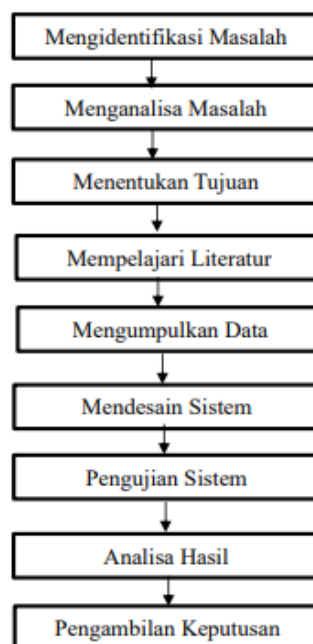 Mengidentifikasi Masalah
Menganalisa Masalah
Menentukan Tujuan
Mempelajari Literatur
Mengumpulkan Data
Mendesain Sistem
Pengujian Sistem
Analisa Hasil
Pengambilan Keputusan